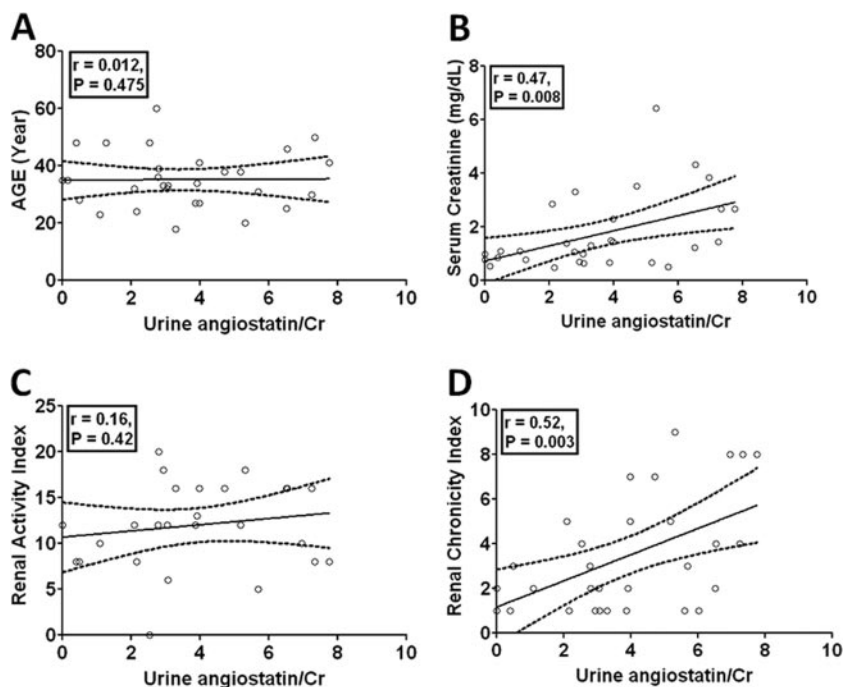 A
r = 0.012,
P = 0.475
AGE (Year)
80
60
40
20
0
0 2 4 6 8 10
Urine angiostatin/Cr
B
r = 0.47,
P = 0.008
Serum Creatinine (mg/dL)
8
6
4
2
0
0 2 4 6 8 10
Urine angiostatin/Cr
C
r = 0.16,
P = 0.42
Renal Activity Index
25
20
15
10
5
0
0 2 4 6 8 10
Urine angiostatin/Cr
D
r = 0.52,
P = 0.003
Renal Chronicity Index
10
8
6
4
2
0
0 2 4 6 8 10
Urine angiostatin/Cr